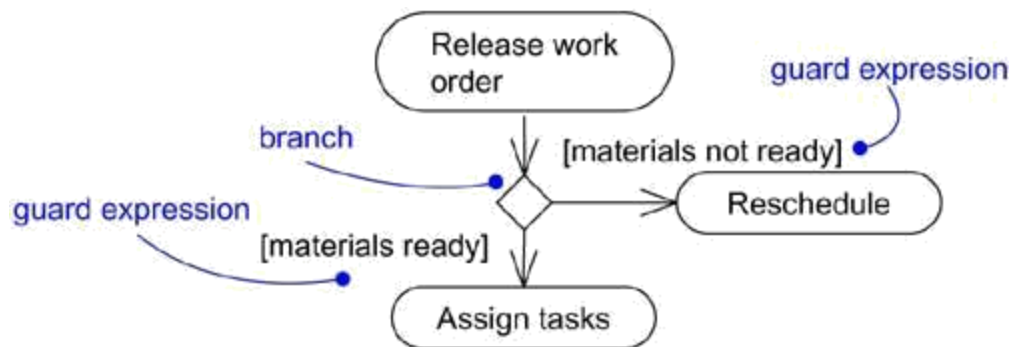 Release work
order
guard expression
branch
[materials not ready]
Reschedule
guard expression
[materials ready]
Assign tasks